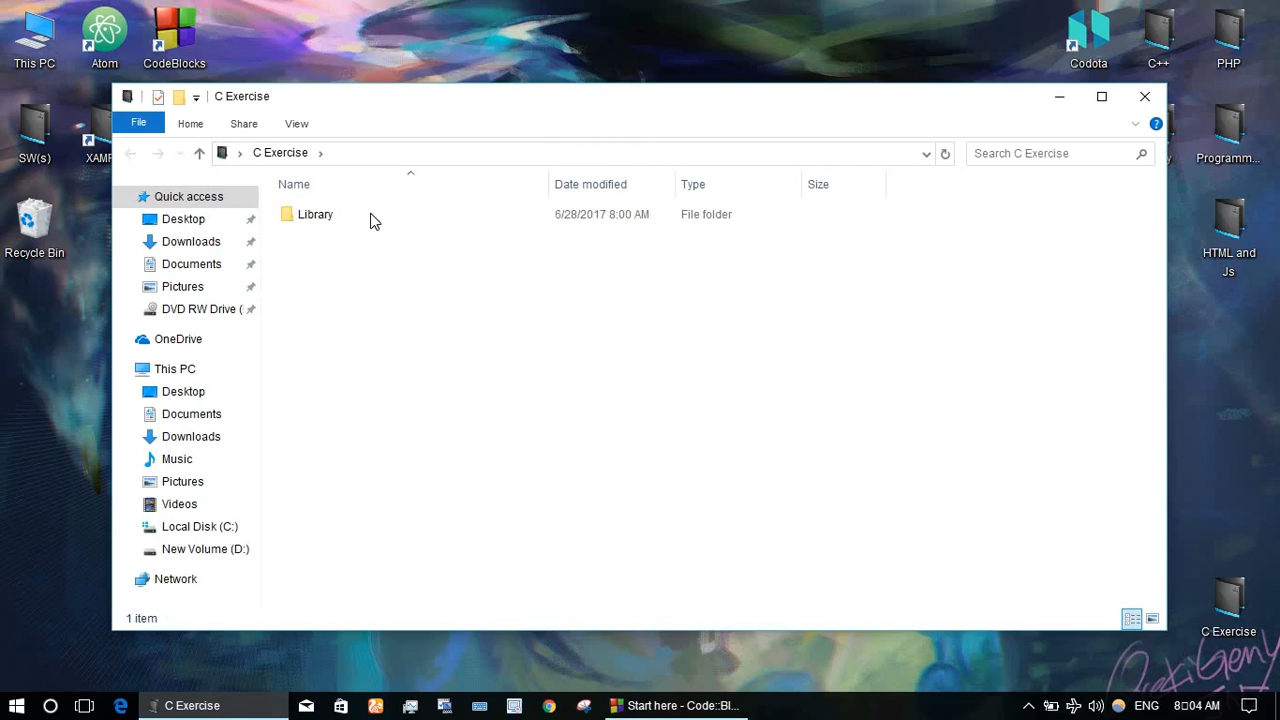 This PC
Atom
CodeBlocks
Codota
C++
PHP
C Exercise
File
Home
Share
View
C Exercise
Search C Exercise
Name
Date modified
Type
Size
Library
6/28/2017 8:00 AM
File folder
Quick access
Desktop
Downloads
Documents
Pictures
DVD RW Drive (
OneDrive
This PC
Desktop
Documents
Downloads
Music
Pictures
Videos
Local Disk (C:)
New Volume (D:)
Network
1 item
SW(s)
XAMP
Recycle Bin
Programm...
HTML and
Js
C Exercise
C Exercise
Start here - Code::Bl...
ENG
8□04 AM